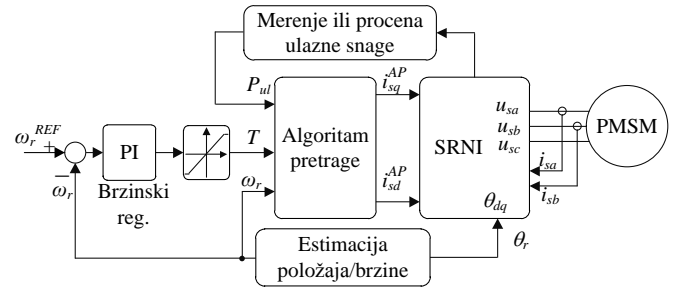 Merenje ili procena
ulazne snage
P_ul
i_sq^AP
ω_r^REF
+
−
ω_r
PI
Brzinski
reg.
T
ω_r
Algoritam
pretrage
i_sd^AP
SRNI
u_sa
u_sb
u_sc
i_sa
i_sb
θ_dq
PMSM
Estimacija
položaja/brzine
θ_r